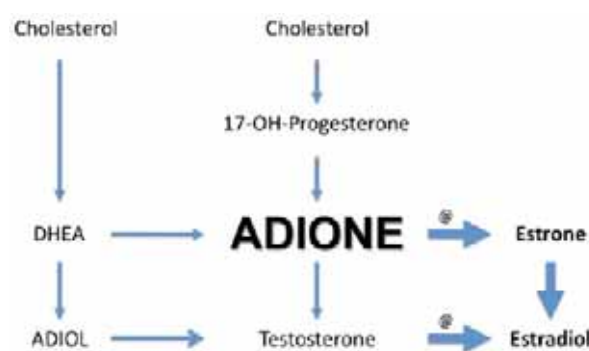 Cholesterol Cholesterol
17-OH-Progesterone
@
DHEA ADIONE Estrone
@
ADIOL Testosterone Estradiol